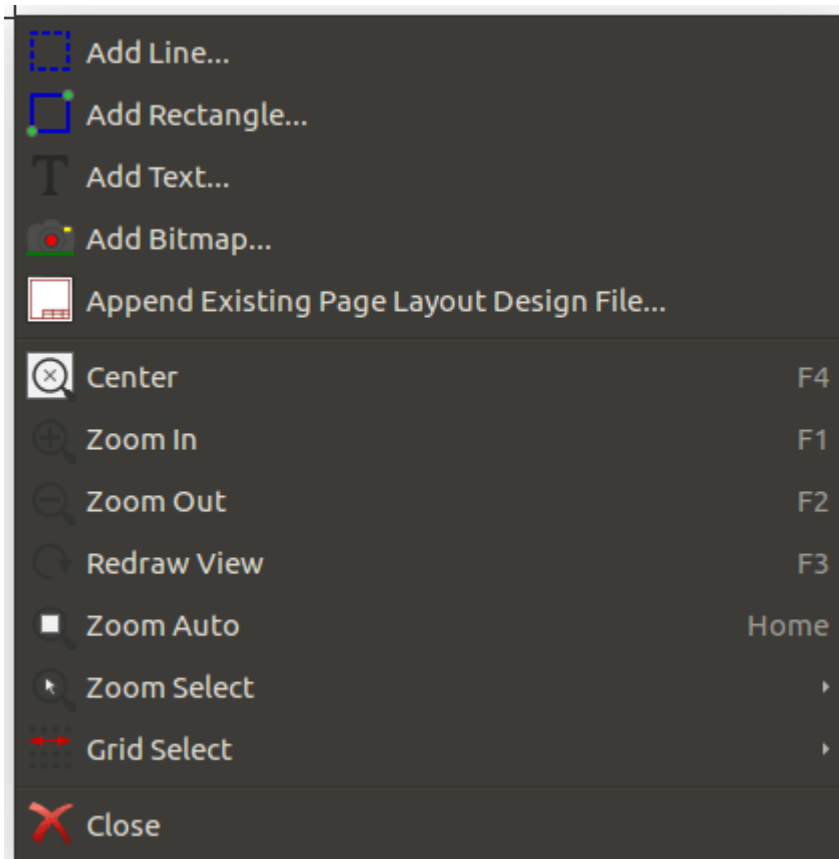 Add Line...
Add Rectangle...
Add Text...
Add Bitmap...
Append Existing Page Layout Design File...
Center F4
Zoom In F1
Zoom Out F2
Redraw View F3
Zoom Auto Home
Zoom Select
Grid Select
Close